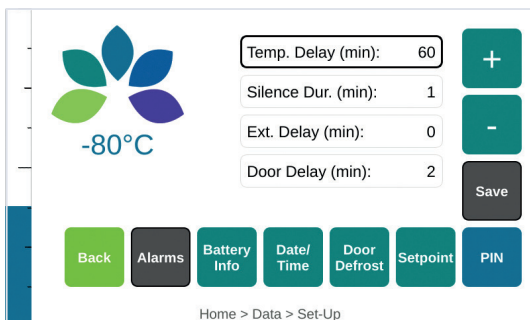 Temp. Delay (min): 60
Silence Dur. (min): 1
Ext. Delay (min): 0
Door Delay (min): 2
+
-
Save
-80°C
Back
Alarms
Battery
Info
Date/
Time
Door
Defrost
Setpoint
PIN
Home > Data > Set-Up